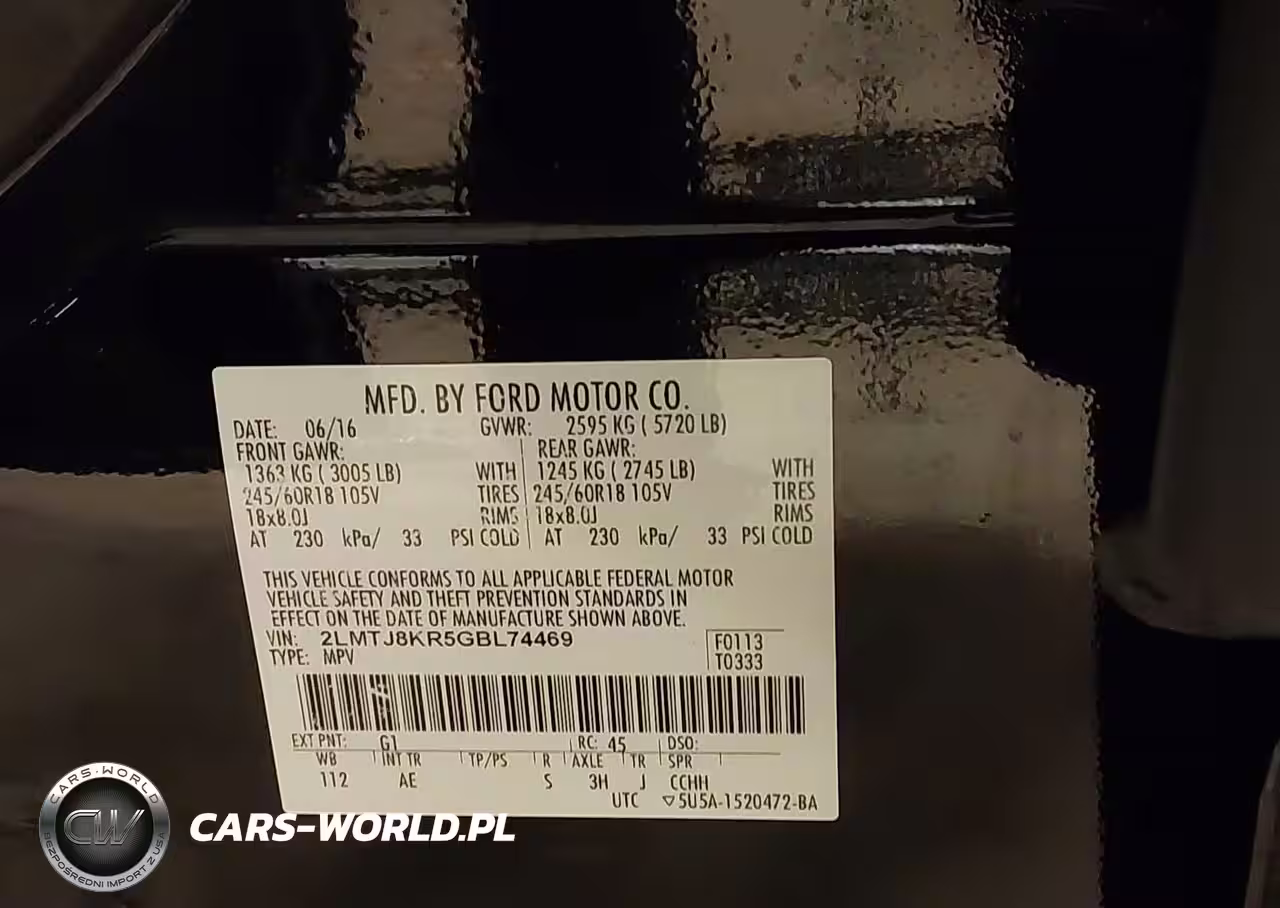 MFD. BY FORD MOTOR CO.
DATE: 06/16 GVWR: 2595 KG ( 5720 LB)
FRONT GAWR: REAR GAWR:
1363 KG ( 3005 LB) WITH 1245 KG ( 2745 LB) WITH
245/60R18 105V TIRES 245/60R18 105V TIRES
18x8.0J RIMS 18x8.0J RIMS
AT 230 kPa/ 33 PSI COLD AT 230 kPa/ 33 PSI COLD
THIS VEHICLE CONFORMS TO ALL APPLICABLE FEDERAL MOTOR
VEHICLE SAFETY AND THEFT PREVENTION STANDARDS IN
EFFECT ON THE DATE OF MANUFACTURE SHOWN ABOVE.
VIN: 2LMTJ8KR5GBL74469 F0113
TYPE: MPV T0333
EXT PNT: G1 RC: 45 DSO:
WB INT TR TP/PS R AXLE TR SPR
112 AE S 3H J CCHH
UTC ▽5U5A-1520472-BA
CARS-WORLD
CW
BEZPOŚREDNI IMPORT Z USA
CARS-WORLD.PL